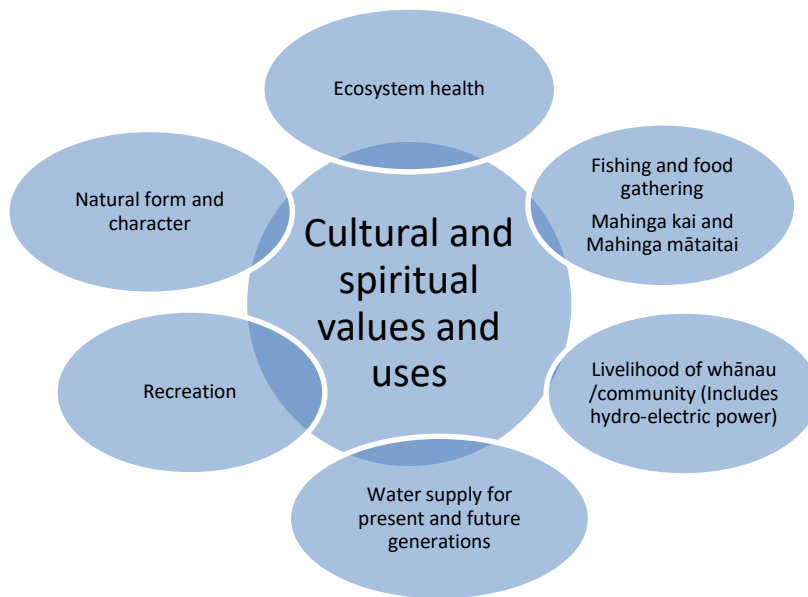 Ecosystem health
Fishing and food
gathering
Mahinga kai and
Mahinga mātaitai
Natural form and
character
Cultural and
spiritual
values and
uses
Livelihood of whānau
/community (Includes
hydro-electric power)
Recreation
Water supply for
present and future
generations